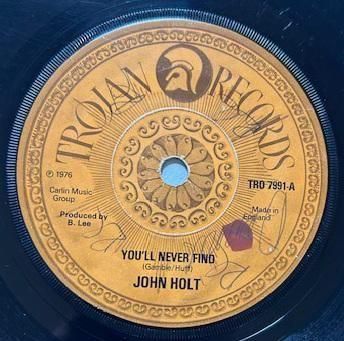 TROJAN RECORDS
℗ 1976
Carlin Music
Group
Produced by
B. Lee
TRO 7991-A
Made in
England
YOU'LL NEVER FIND
(Gamble/Huff)
JOHN HOLT